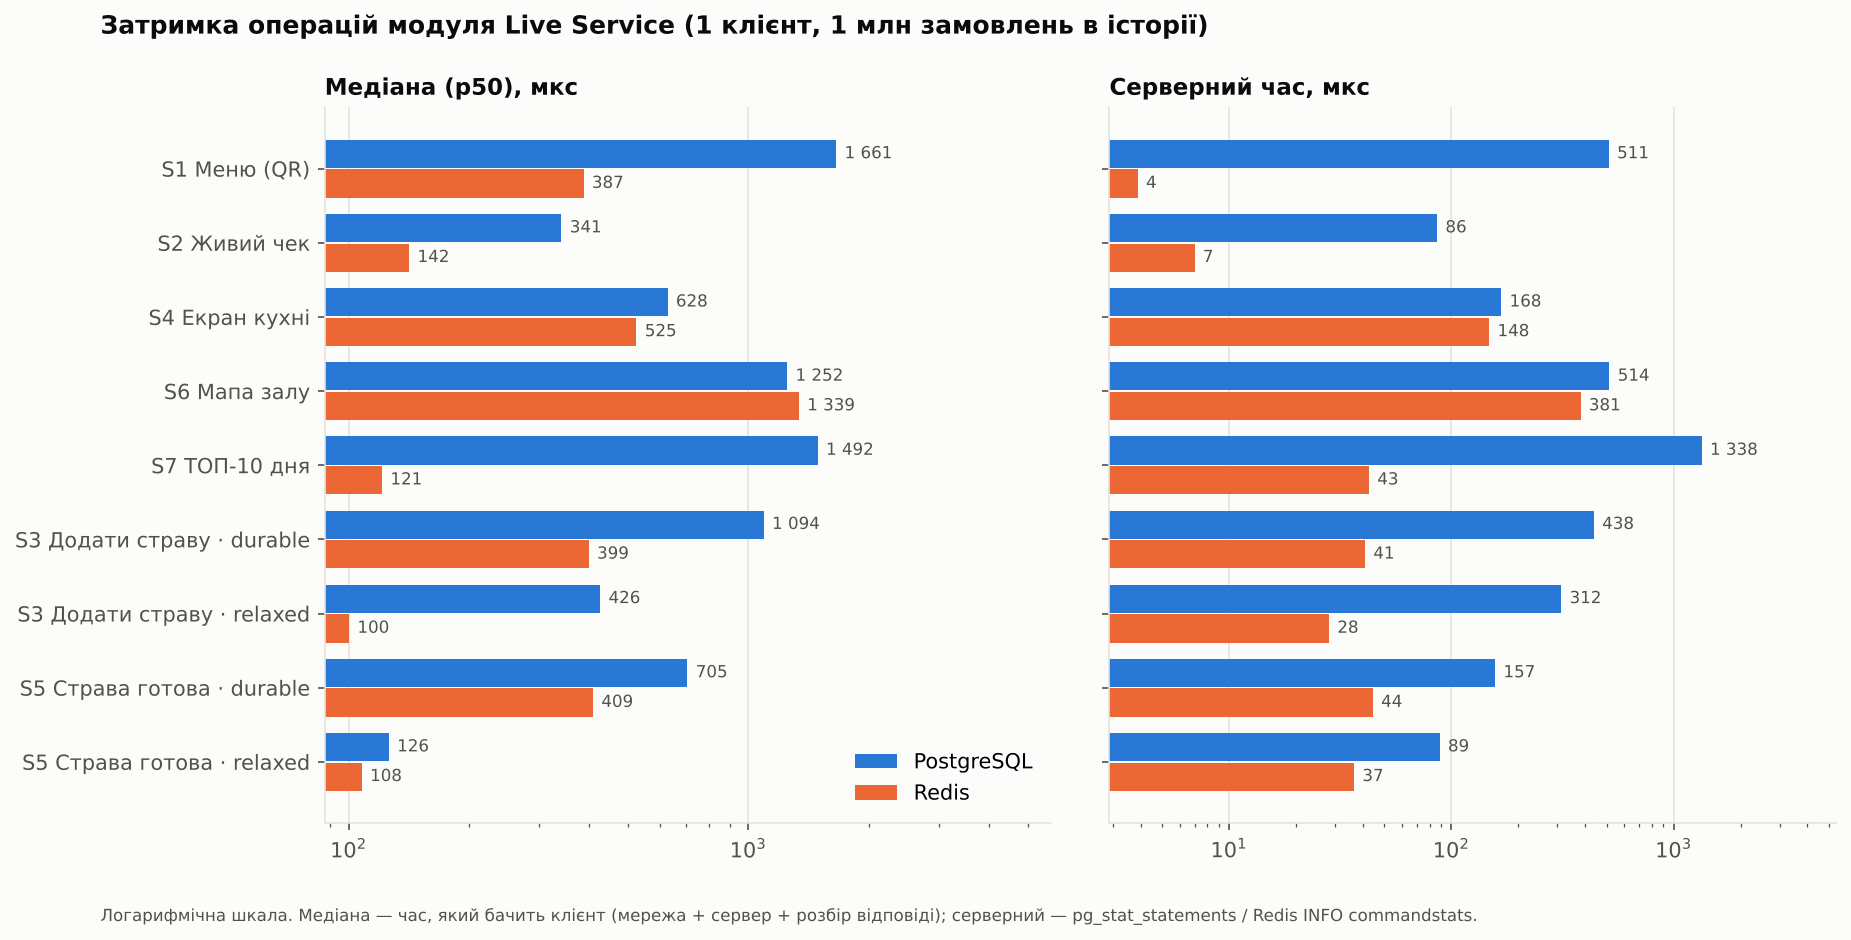 Затримка операцій модуля Live Service (1 клієнт, 1 млн замовлень в історії)
Медіана (p50), мкс
S1 Меню (QR)
1 661
387
S2 Живий чек
341
142
S4 Екран кухні
628
525
S6 Мапа залу
1 252
1 339
S7 ТОП-10 дня
1 492
121
S3 Додати страву · durable
1 094
399
S3 Додати страву · relaxed
426
100
S5 Страва готова · durable
705
409
S5 Страва готова · relaxed
126
108
PostgreSQL
Redis
10²
10³
Серверний час, мкс
511
4
86
7
168
148
514
381
1 338
43
438
41
312
28
157
44
89
37
10¹
10²
10³
Логарифмічна шкала. Медіана — час, який бачить клієнт (мережа + сервер + розбір відповіді); серверний — pg_stat_statements / Redis INFO commandstats.